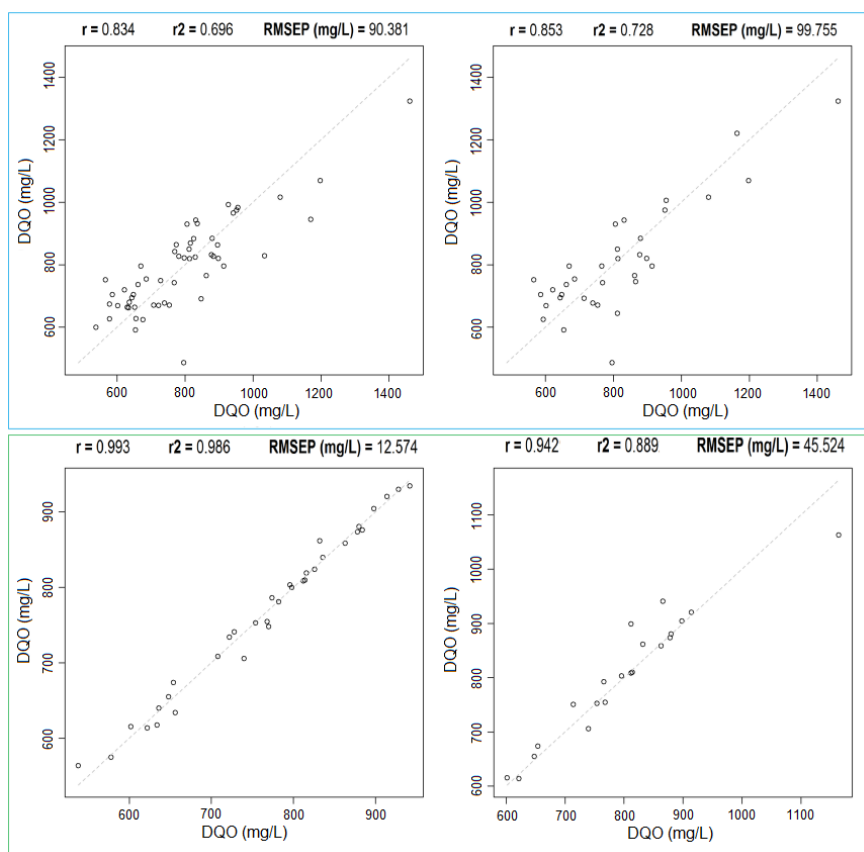 r = 0.834 r2 = 0.696 RMSEP (mg/L) = 90.381
1400
1200
1000
800
600
DQO (mg/L)
600 800 1000 1200 1400
DQO (mg/L)
r = 0.853 r2 = 0.728 RMSEP (mg/L) = 99.755
1400
1200
1000
800
600
DQO (mg/L)
600 800 1000 1200 1400
DQO (mg/L)
r = 0.993 r2 = 0.986 RMSEP (mg/L) = 12.574
900
800
700
600
DQO (mg/L)
600 700 800 900
DQO (mg/L)
r = 0.942 r2 = 0.889 RMSEP (mg/L) = 45.524
1100
1000
900
800
700
600
DQO (mg/L)
600 700 800 900 1000 1100
DQO (mg/L)